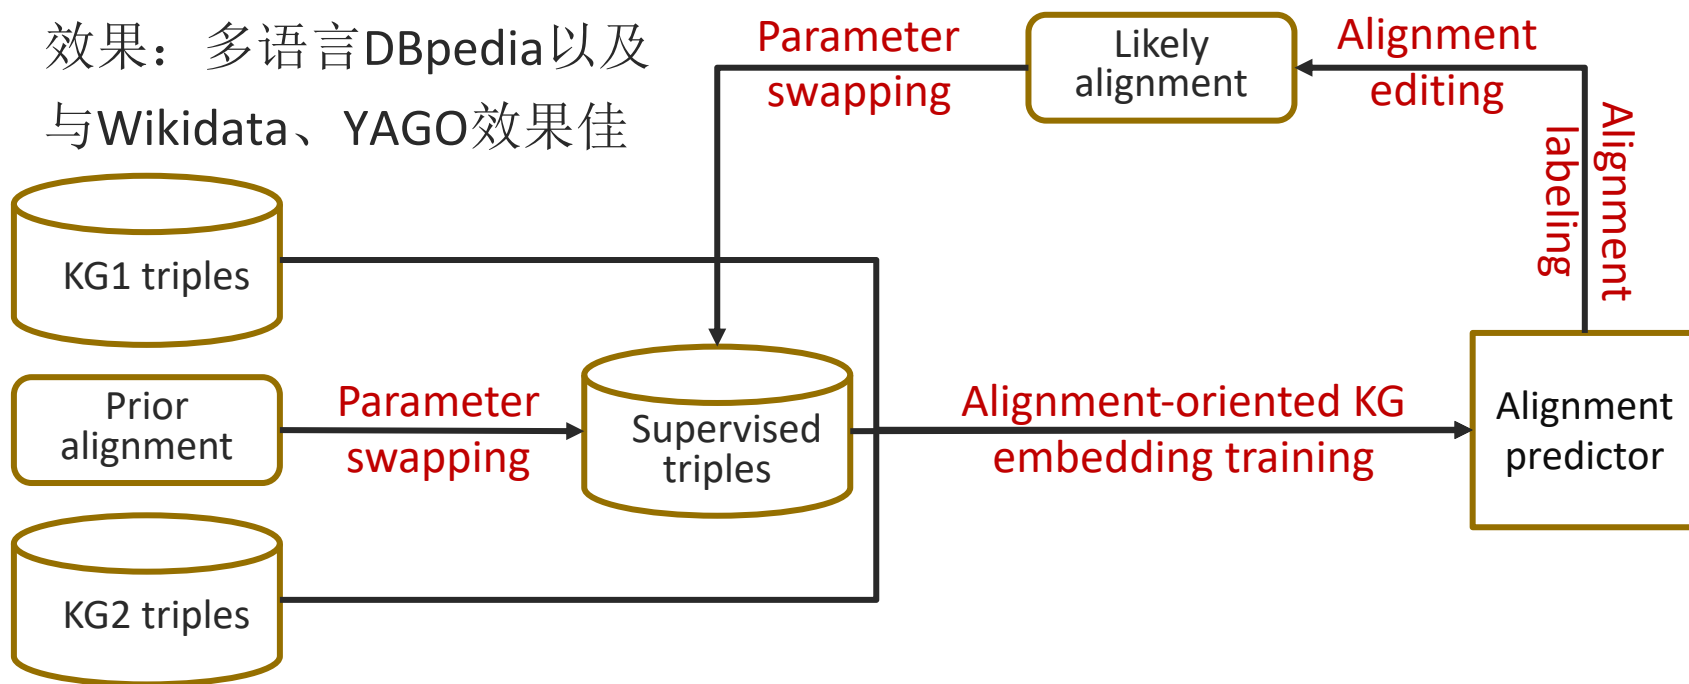 效果：多语言DBpedia以及
与Wikidata、YAGO效果佳
Parameter
swapping
Likely
alignment
Alignment
editing
Alignment
labeling
KG1 triples
Prior
alignment
Parameter
swapping
Supervised
triples
Alignment-oriented KG
embedding training
Alignment
predictor
KG2 triples